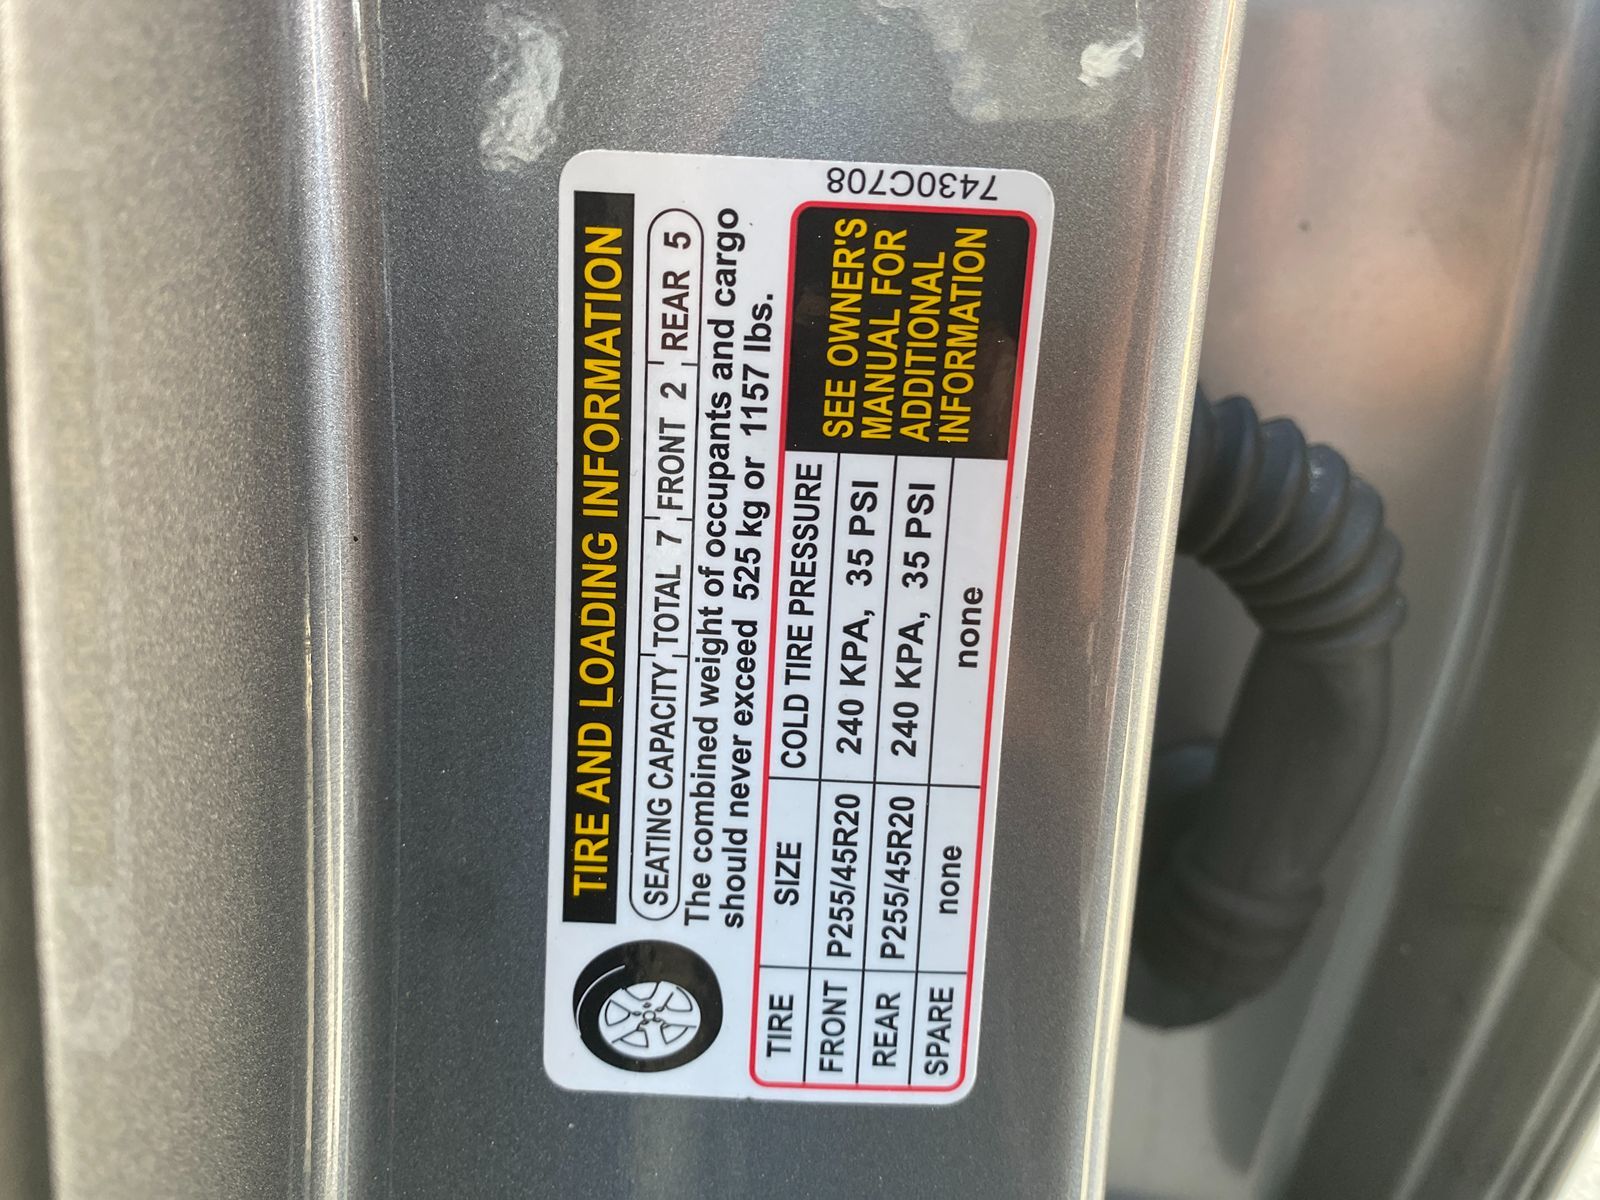 TIRE AND LOADING INFORMATION
SEATING CAPACITY TOTAL 7 FRONT 2 REAR 5
The combined weight of occupants and cargo
should never exceed 525 kg or 1157 lbs.
TIRE SIZE COLD TIRE PRESSURE
FRONT P255/45R20 240 KPA, 35 PSI
REAR P255/45R20 240 KPA, 35 PSI
SPARE none none
SEE OWNER'S
MANUAL FOR
ADDITIONAL
INFORMATION
7430C708